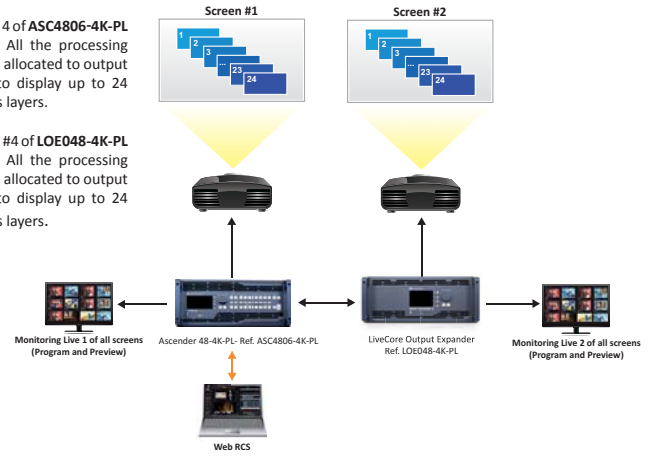 Screen #1
Screen #2
4 of ASC4806-4K-PL
All the processing
allocated to output
to display up to 24
s layers.
#4 of LOE048-4K-PL
All the processing
allocated to output
to display up to 24
s layers.
1
2
3
...
23
24
1
2
3
...
23
24
Monitoring Live 1 of all screens
(Program and Preview)
Ascender 48-4K-PL- Ref. ASC4806-4K-PL
LiveCore Output Expander
Ref. LOE048-4K-PL
Monitoring Live 2 of all screens
(Program and Preview)
Web RCS